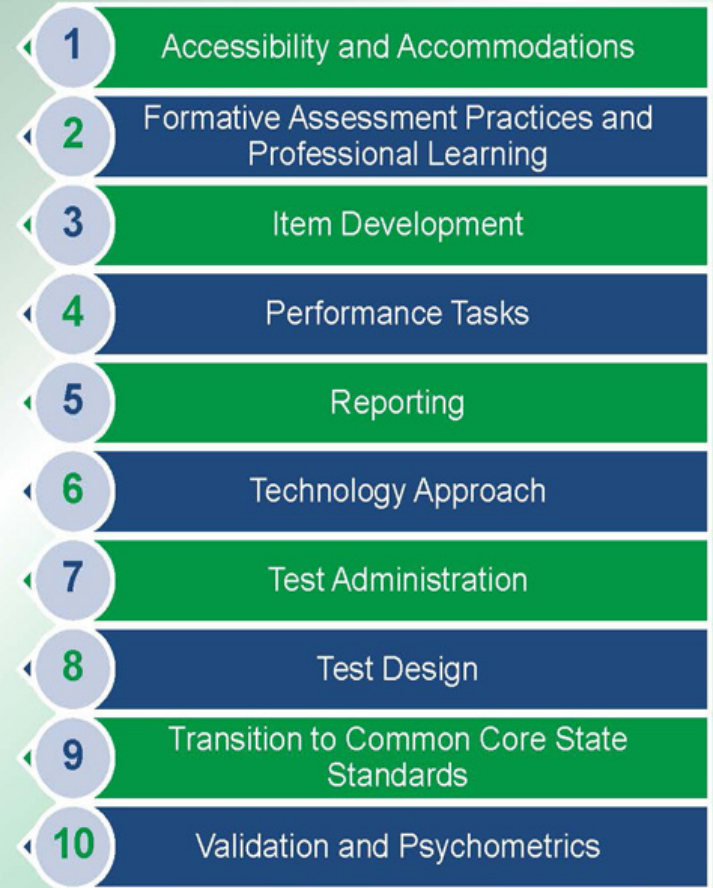 1
Accessibility and Accommodations
2
Formative Assessment Practices and
Professional Learning
3
Item Development
4
Performance Tasks
5
Reporting
6
Technology Approach
7
Test Administration
8
Test Design
9
Transition to Common Core State
Standards
10
Validation and Psychometrics